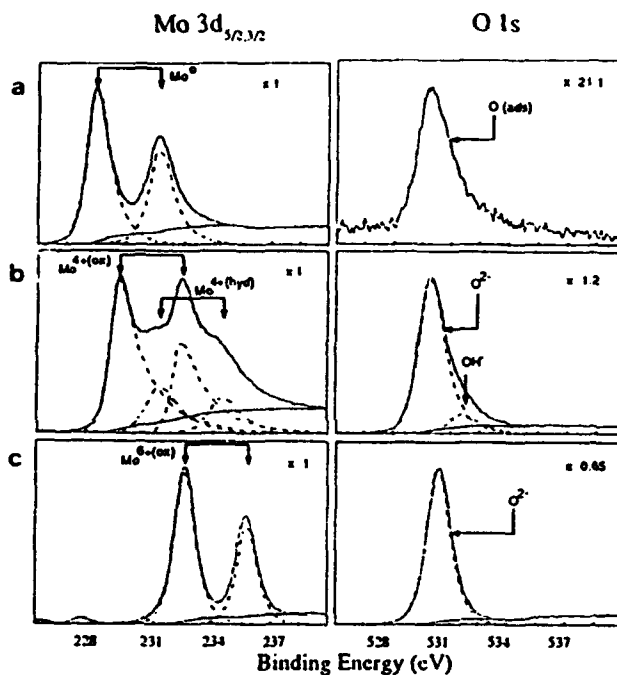 Mo 3d5/2,3/2
O 1s
a
Mo⁰
x 1
x 21 1
O (ads)
b
Mo⁴⁺(ox)
Mo⁴⁺(hyd)
x 1
O²⁻
OH⁻
x 1.2
c
Mo⁶⁺(ox)
x 1
x 0.65
O²⁻
228 231 234 237
528 531 534 537
Binding Energy (eV)